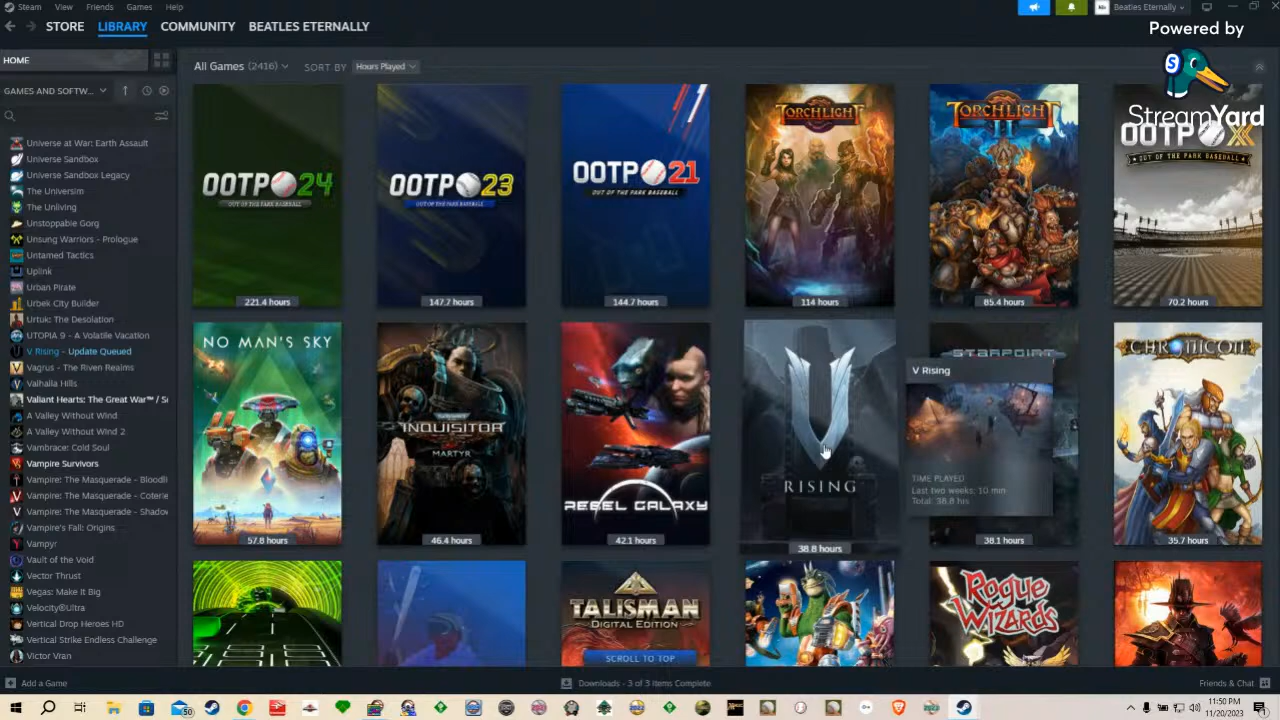 Steam View Friends Games Help
Beatles Eternally
STORE LIBRARY COMMUNITY BEATLES ETERNALLY
Powered by
StreamYard
HOME
All Games (2416) SORT BY Hours Played
GAMES AND SOFTW...
Universe at War: Earth Assault
Universe Sandbox
Universe Sandbox Legacy
The Universim
The Unliving
Unstoppable Gorg
Unsung Warriors - Prologue
Untamed Tactics
Uplink
Urban Pirate
Urbek City Builder
Urtuk: The Desolation
UTOPIA 9 - A Volatile Vacation
V Rising - Update Queued
Vagrus - The Riven Realms
Valhalla Hills
Valiant Hearts: The Great War™ / So
A Valley Without Wind
A Valley Without Wind 2
Vambrace: Cold Soul
Vampire Survivors
Vampire: The Masquerade - Bloodli
Vampire: The Masquerade - Coterie
Vampire: The Masquerade - Shadow
Vampire's Fall: Origins
Vampyr
Vault of the Void
Vector Thrust
Vegas: Make It Big
Velocity®Ultra
Vertical Drop Heroes HD
Vertical Strike Endless Challenge
Victor Vran
OOTP 24
OUT OF THE PARK BASEBALL
221.4 hours
OOTP 23
OUT OF THE PARK BASEBALL
147.7 hours
OOTP 21
OUT OF THE PARK BASEBALL
144.7 hours
TORCHLIGHT
114 hours
TORCHLIGHT
II
85.4 hours
OOTP XX
OUT OF THE PARK BASEBALL
70.2 hours
NO MAN'S SKY
57.8 hours
INQUISITOR
MARTYR
46.4 hours
REBEL GALAXY
42.1 hours
V
RISING
38.8 hours
V Rising
TIME PLAYED
Last two weeks: 10 min
Total: 38.8 hrs
STARPOINT
38.1 hours
CHRONICON
35.7 hours
TALISMAN
DIGITAL EDITION
SCROLL TO TOP
ROGUE
WIZARDS
Add a Game
Downloads - 3 of 3 Items Complete
Friends & Chat
50
11:50 PM
11/20/2023